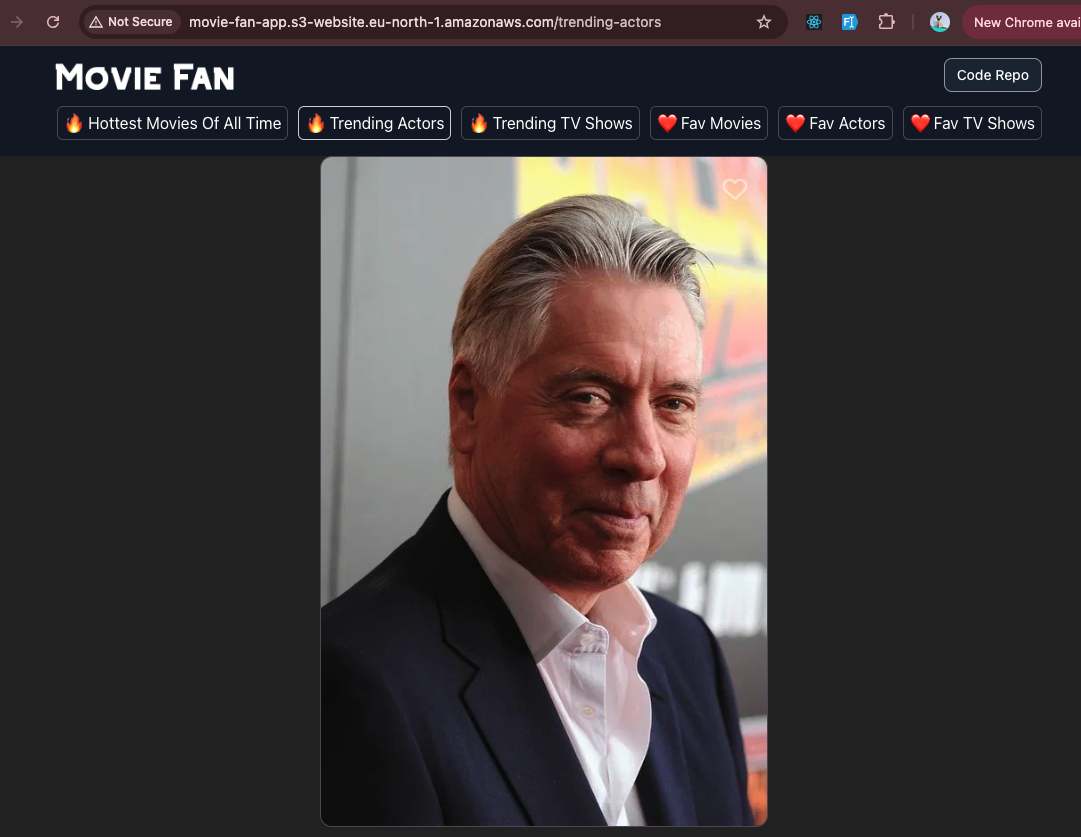 Not Secure movie-fan-app.s3-website.eu-north-1.amazonaws.com/trending-actors New Chrome avai
Movie Fan Code Repo
🔥 Hottest Movies Of All Time 🔥 Trending Actors 🔥 Trending TV Shows ❤️ Fav Movies ❤️ Fav Actors ❤️ Fav TV Shows